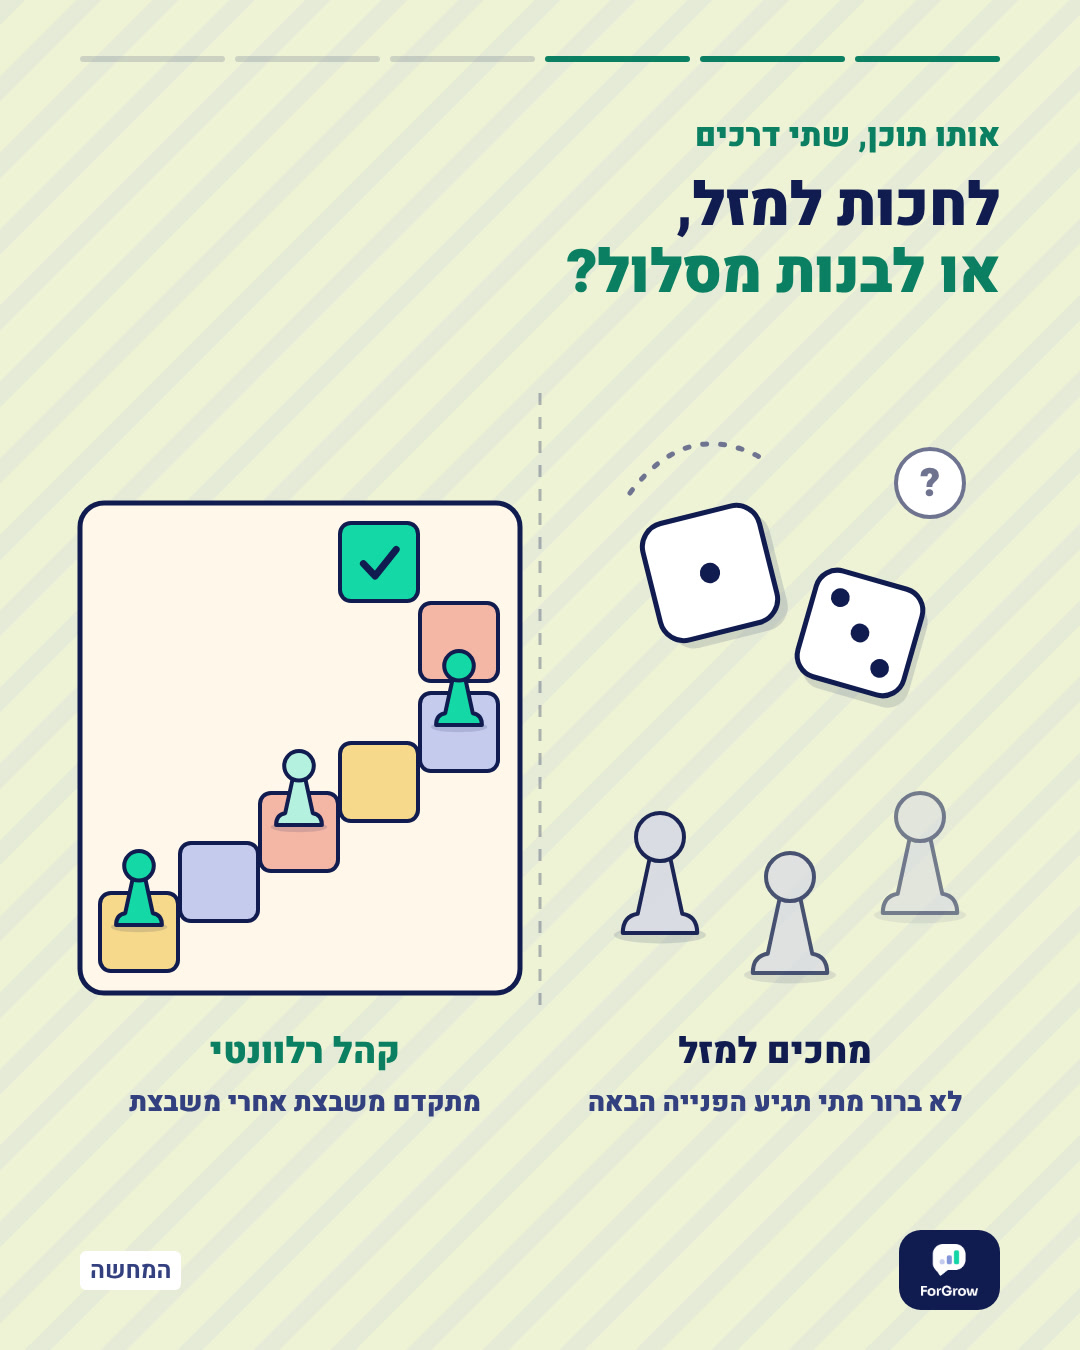 אותו תוכן, שתי דרכים
לחכות למזל,
או לבנות מסלול?
?
מחכים למזל
לא ברור מתי תגיע הפנייה הבאה
קהל רלוונטי
מתקדם משבצת אחרי משבצת
ForGrow
המחשה